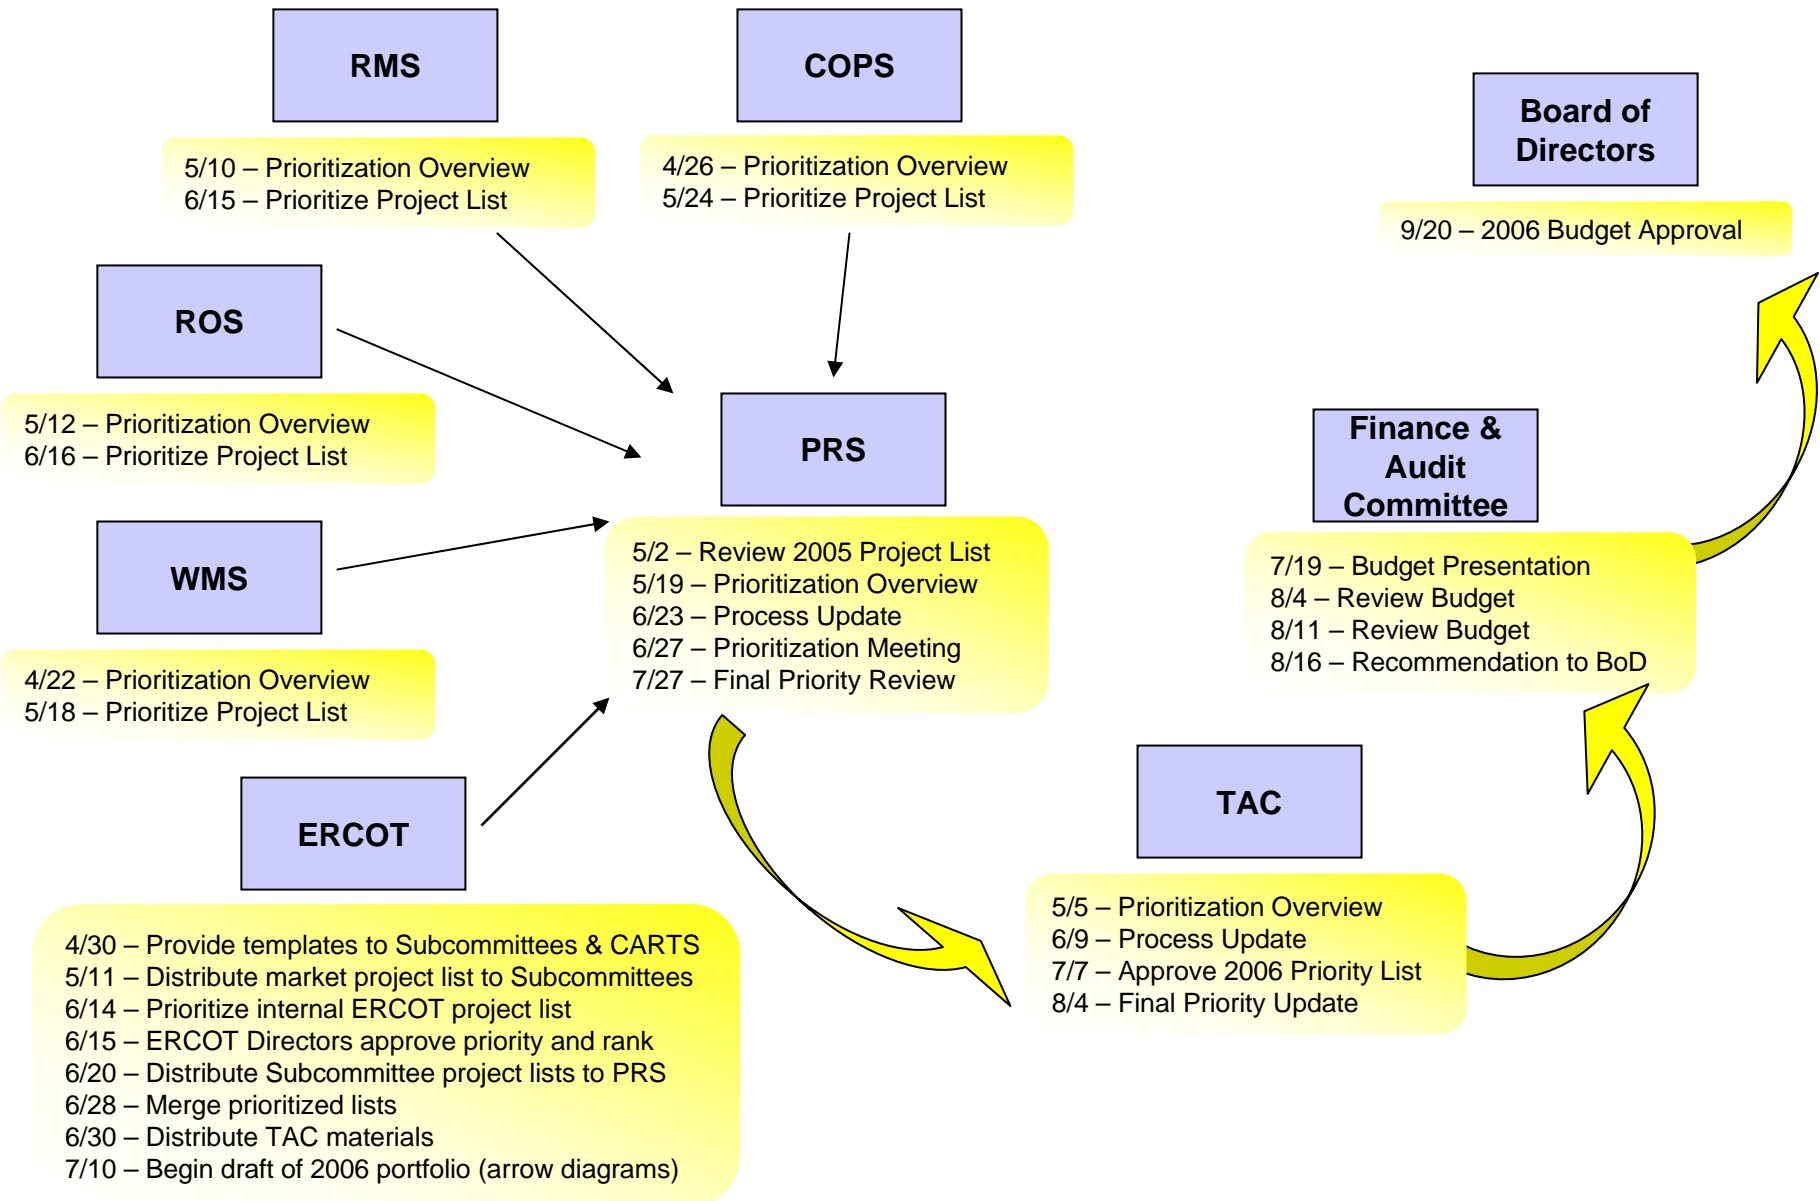 RMS
5/10 – Prioritization Overview
6/15 – Prioritize Project List
COPS
4/26 – Prioritization Overview
5/24 – Prioritize Project List
Board of
Directors
9/20 – 2006 Budget Approval
ROS
5/12 – Prioritization Overview
6/16 – Prioritize Project List
PRS
5/2 – Review 2005 Project List
5/19 – Prioritization Overview
6/23 – Process Update
6/27 – Prioritization Meeting
7/27 – Final Priority Review
Finance &
Audit
Committee
7/19 – Budget Presentation
8/4 – Review Budget
8/11 – Review Budget
8/16 – Recommendation to BoD
WMS
4/22 – Prioritization Overview
5/18 – Prioritize Project List
TAC
5/5 – Prioritization Overview
6/9 – Process Update
7/7 – Approve 2006 Priority List
8/4 – Final Priority Update
ERCOT
4/30 – Provide templates to Subcommittees & CARTS
5/11 – Distribute market project list to Subcommittees
6/14 – Prioritize internal ERCOT project list
6/15 – ERCOT Directors approve priority and rank
6/20 – Distribute Subcommittee project lists to PRS
6/28 – Merge prioritized lists
6/30 – Distribute TAC materials
7/10 – Begin draft of 2006 portfolio (arrow diagrams)